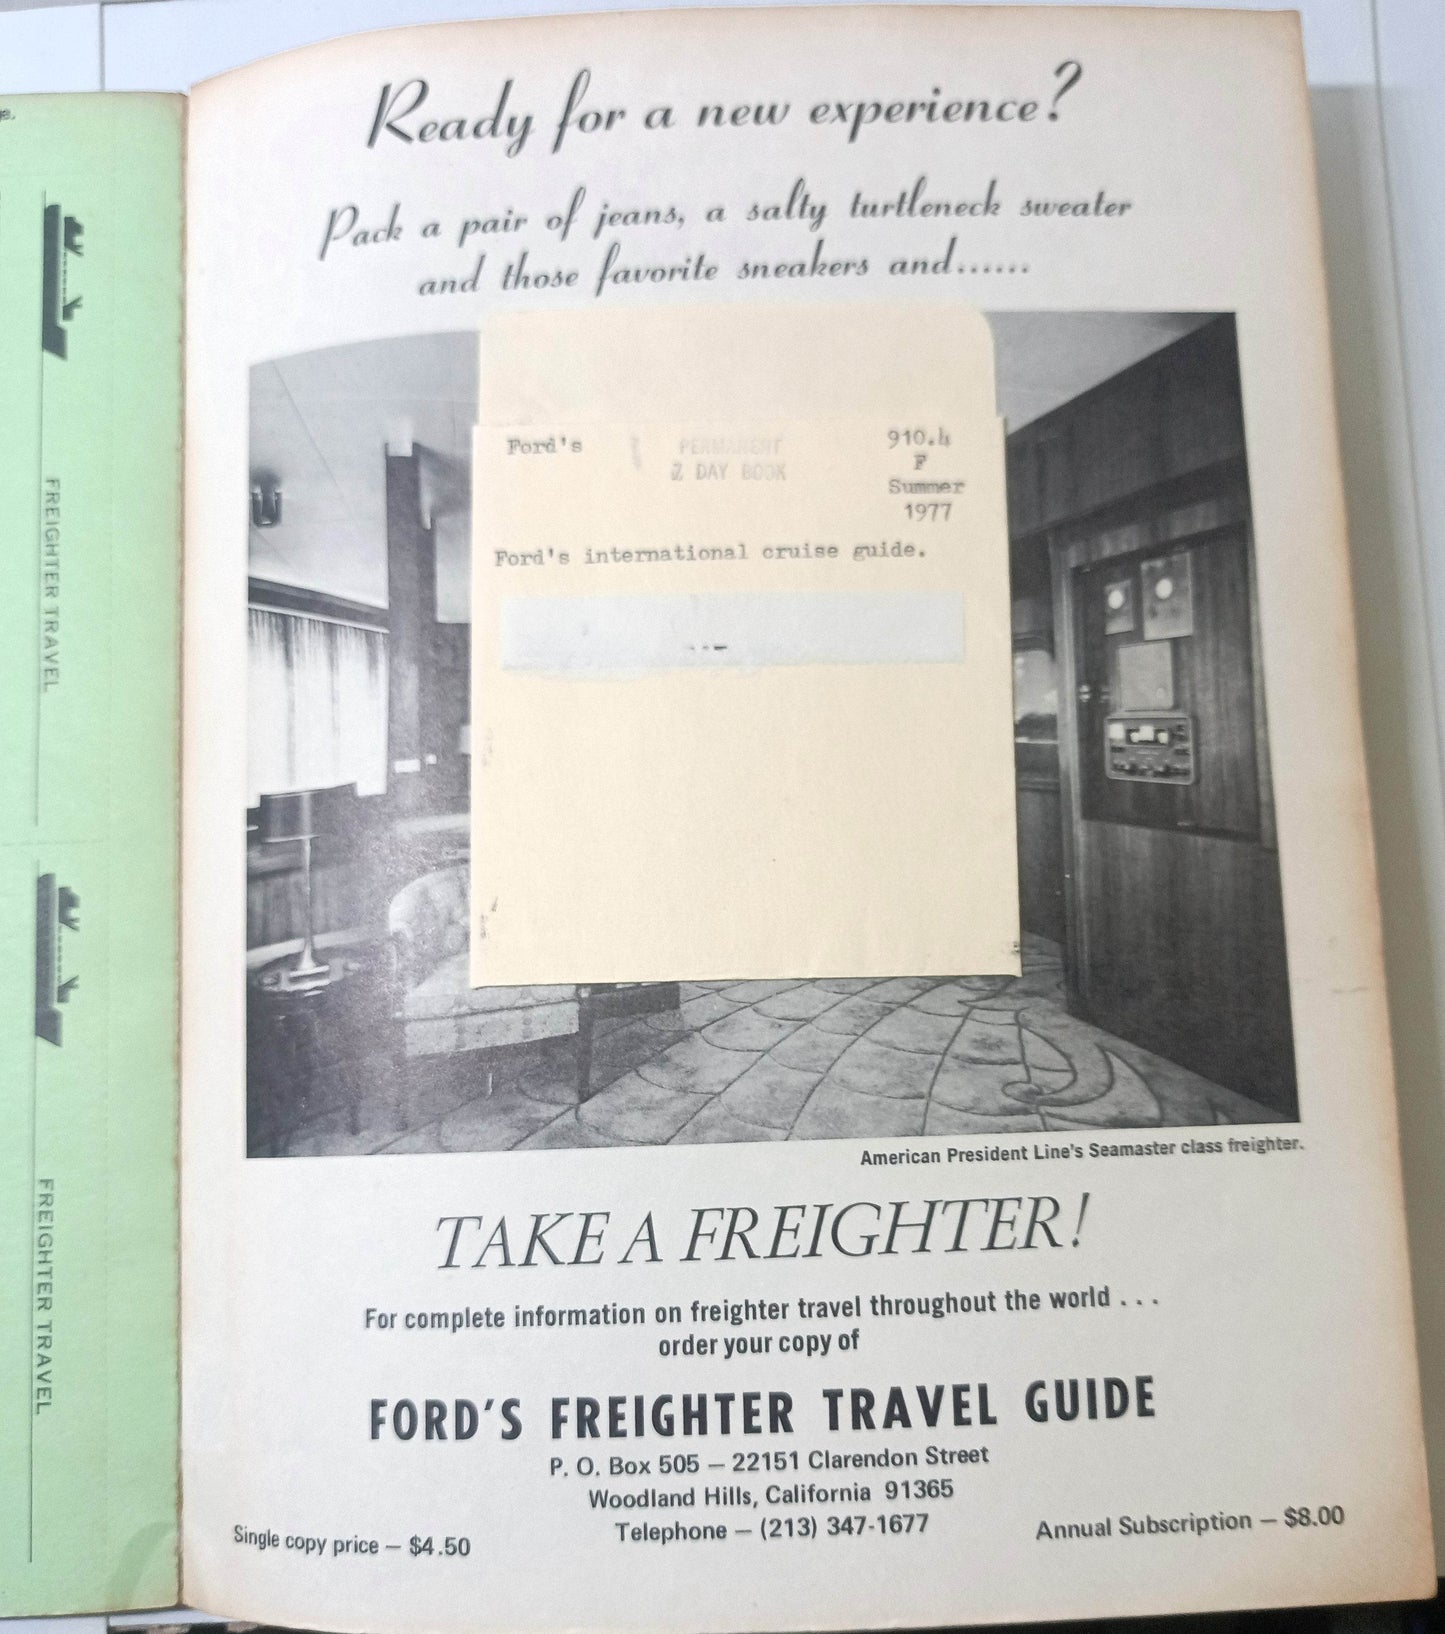 Ready for a new experience?
Pack a pair of jeans, a salty turtleneck sweater
and those favorite sneakers and......
Ford's
PERMANENT
7 DAY BOOK
910.4
F
Summer
1977
Ford's international cruise guide.
American President Line's Seamaster class freighter.
TAKE A FREIGHTER!
For complete information on freighter travel throughout the world . . .
order your copy of
FORD'S FREIGHTER TRAVEL GUIDE
P. O. Box 505 — 22151 Clarendon Street
Woodland Hills, California 91365
Telephone — (213) 347-1677
Single copy price — $4.50
Annual Subscription — $8.00
FREIGHTER TRAVEL
FREIGHTER TRAVEL